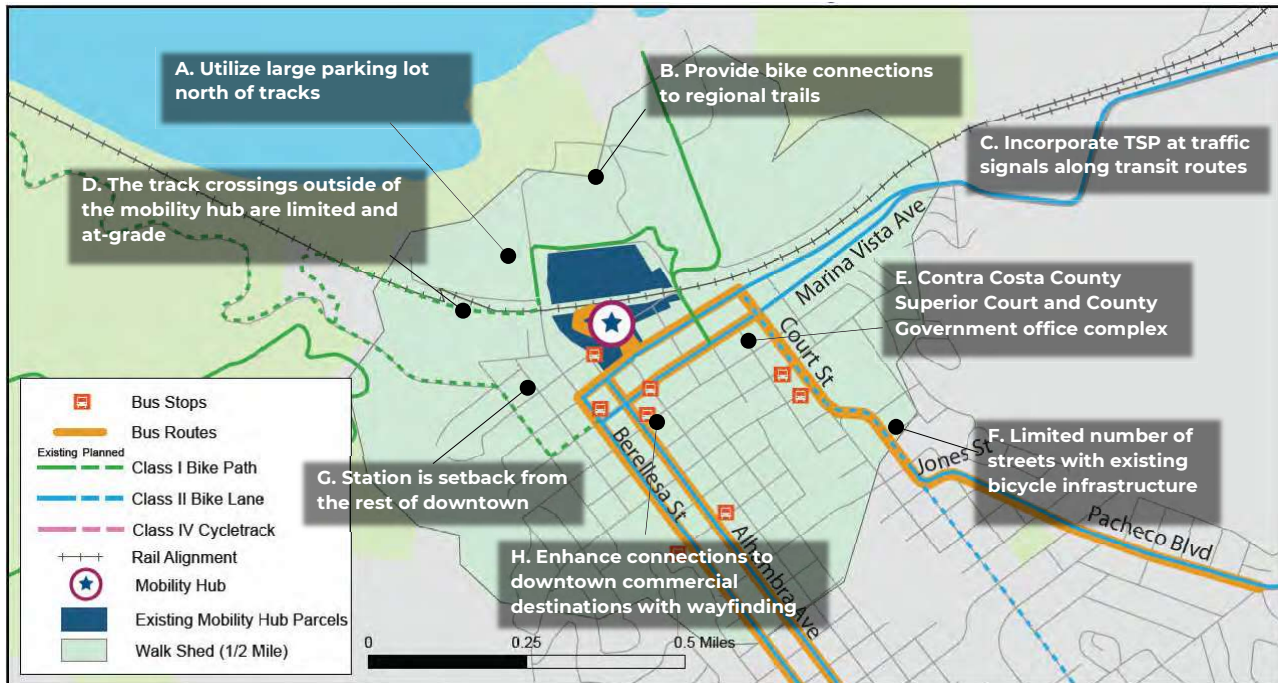 A. Utilize large parking lot
north of tracks
B. Provide bike connections
to regional trails
C. Incorporate TSP at traffic
signals along transit routes
D. The track crossings outside of
the mobility hub are limited and
at-grade
Marina Vista Ave
E. Contra Costa County
Superior Court and County
Government office complex
Court St
Bus Stops
Bus Routes
Existing Planned
Class I Bike Path
Class II Bike Lane
Class IV Cycletrack
Rail Alignment
Mobility Hub
Existing Mobility Hub Parcels
Walk Shed (1/2 Mile)
G. Station is setback from
the rest of downtown
Berellesa St
F. Limited number of
streets with existing
bicycle infrastructure
Jones St
Pacheco Blvd
H. Enhance connections to
downtown commercial
destinations with wayfinding
Alhambra Ave
0 0.25 0.5 Miles